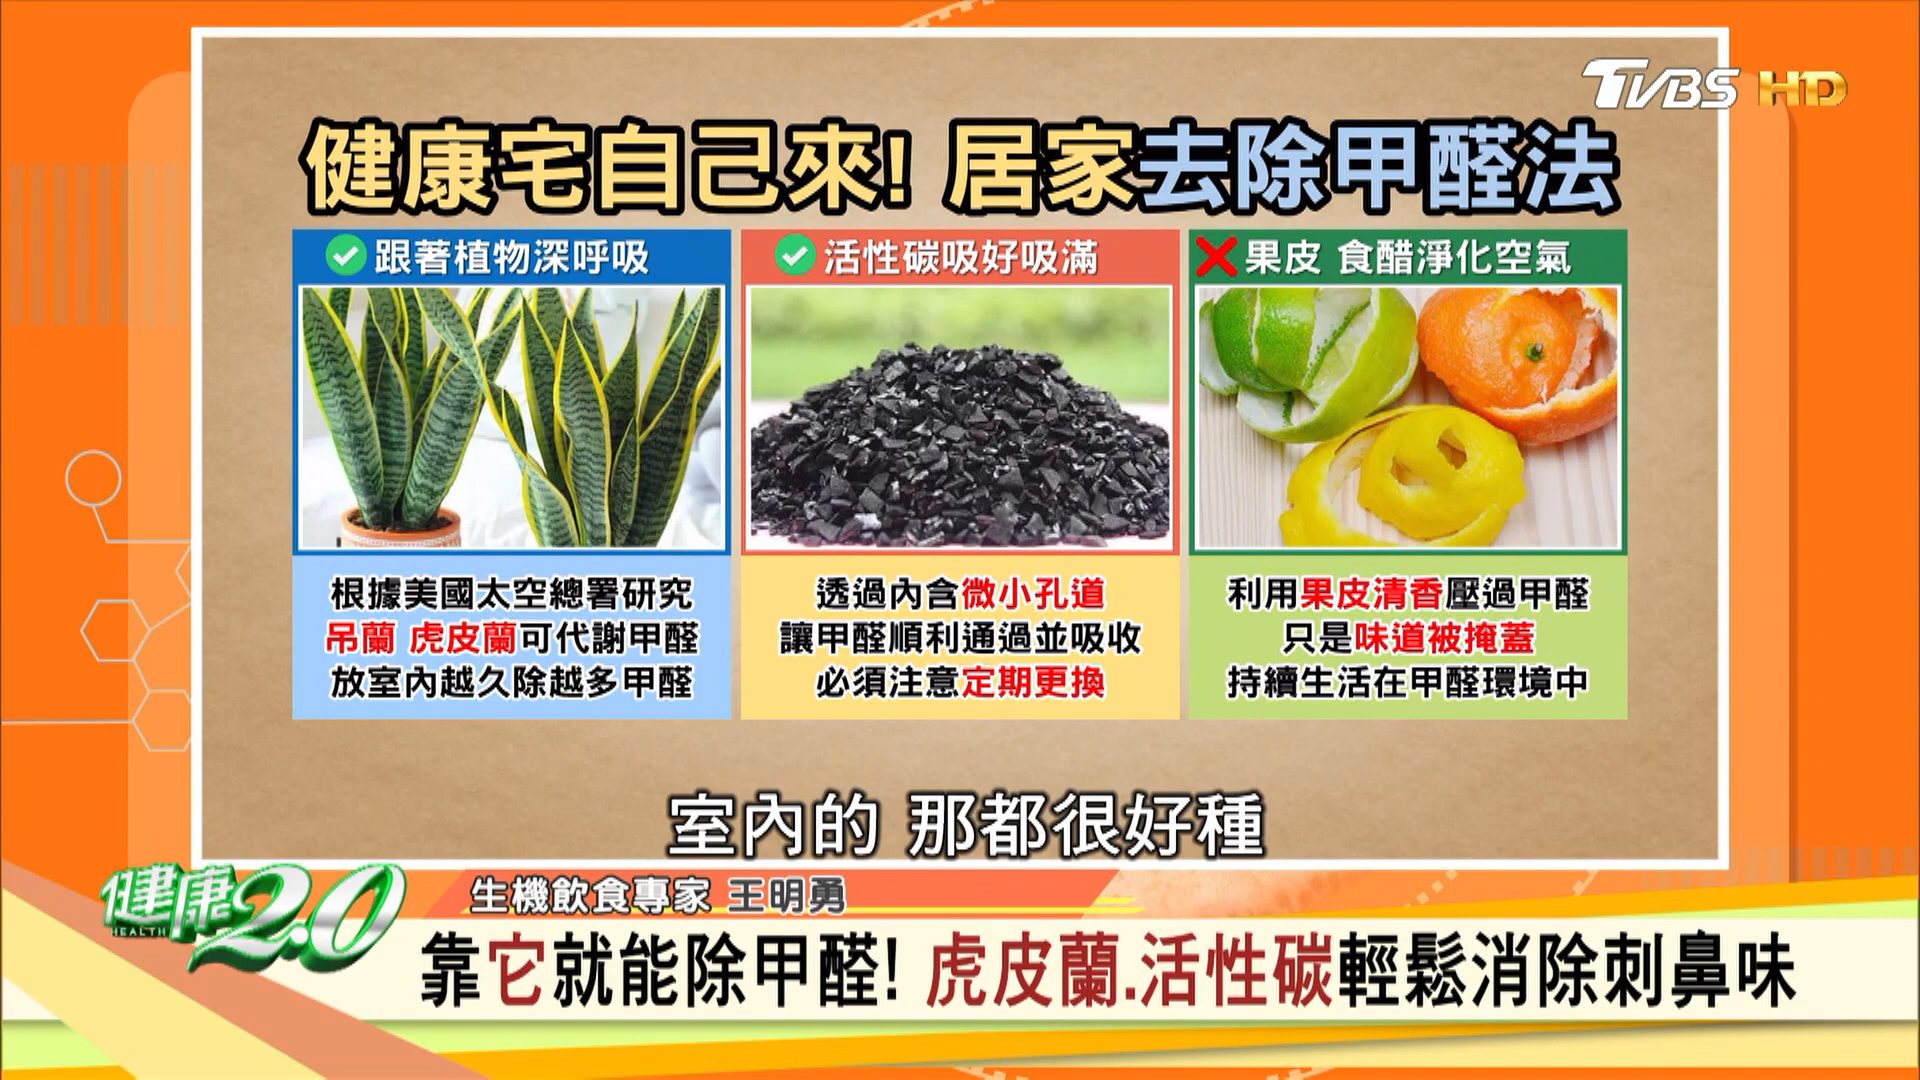 TVBS HD
健康宅自己來! 居家去除甲醛法
跟著植物深呼吸
根據美國太空總署研究
吊蘭 虎皮蘭可代謝甲醛
放室內越久除越多甲醛
活性碳吸好吸滿
透過內含微小孔道
讓甲醛順利通過並吸收
必須注意定期更換
果皮 食醋淨化空氣
利用果皮清香壓過甲醛
只是味道被掩蓋
持續生活在甲醛環境中
室內的 那都很好種
健康2.0
HEALTH
生機飲食專家 王明勇
靠它就能除甲醛! 虎皮蘭.活性碳輕鬆消除刺鼻味